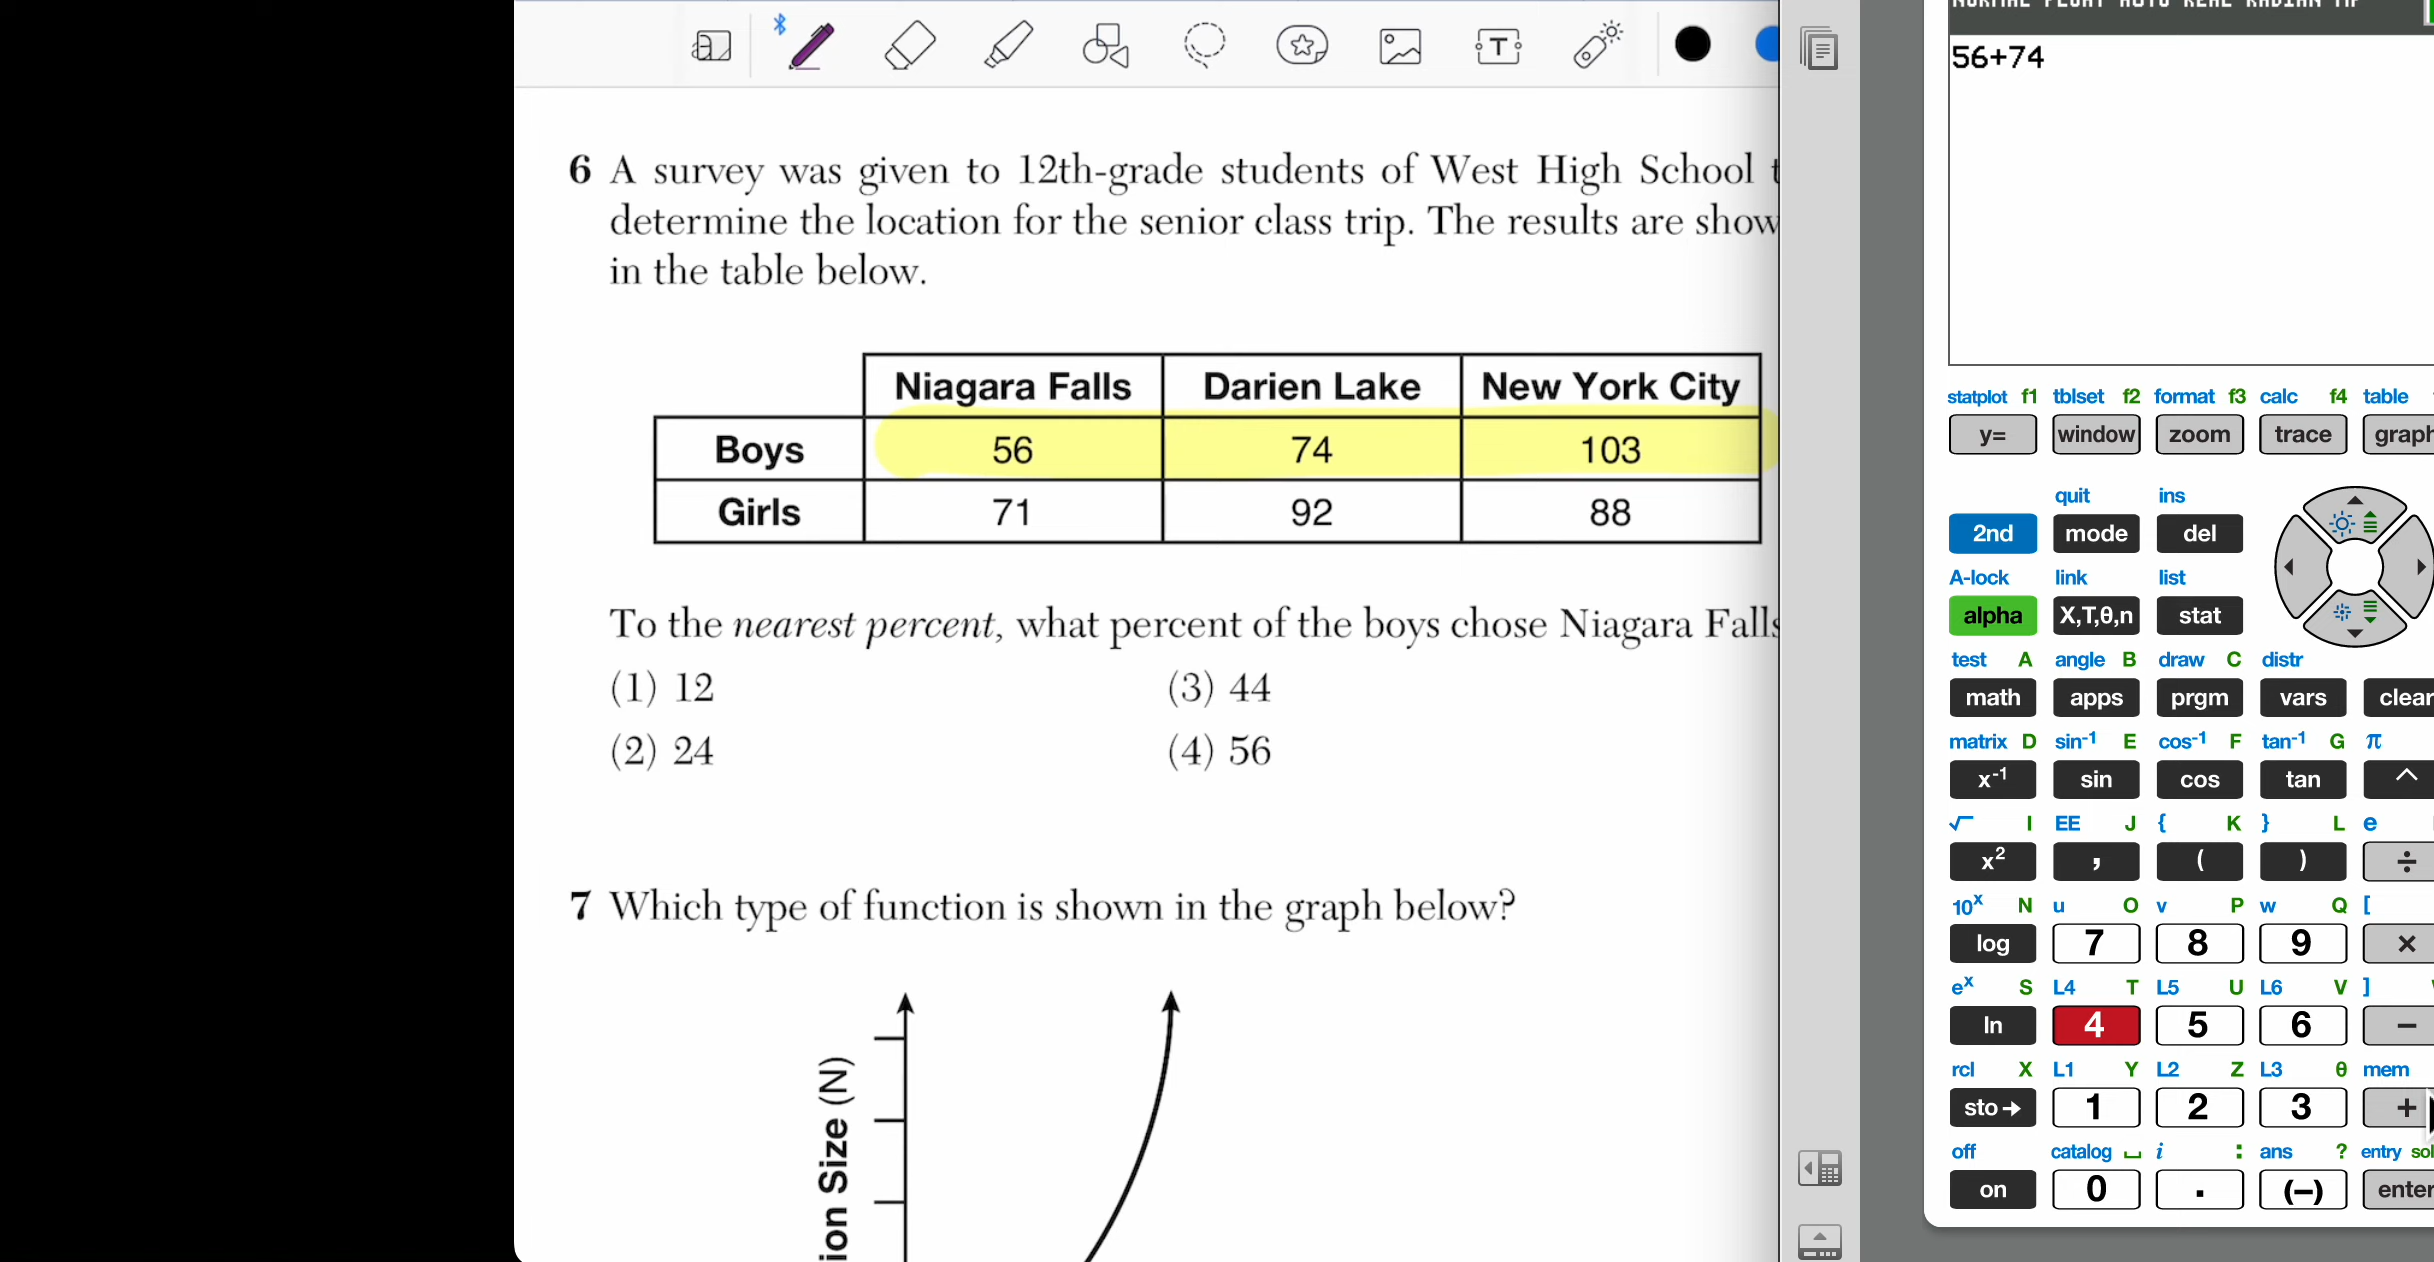 56+74
6 A survey was given to 12th-grade students of West High School
determine the location for the senior class trip. The results are show
in the table below.
Niagara Falls Darien Lake New York City
Boys 56 74 103
Girls 71 92 88
To the nearest percent, what percent of the boys chose Niagara Falls
(1) 12 (3) 44
(2) 24 (4) 56
7 Which type of function is shown in the graph below?
ion Size (N)
statplot f1 tblset f2 format f3 calc f4 table
y= window zoom trace graph
quit ins
2nd mode del
A-lock link list
alpha X,T,θ,n stat
test A angle B draw C distr
math apps prgm vars clear
matrix D sin⁻¹ E cos⁻¹ F tan⁻¹ G π
x⁻¹ sin cos tan ^
√ I EE J { K } L e
x² , ( ) ÷
10ˣ N u O v P w Q [
log 7 8 9 ×
eˣ S L4 T L5 U L6 V ]
ln 4 5 6 −
rcl X L1 Y L2 Z L3 θ mem
sto→ 1 2 3 +
off catalog ⎵ i : ans ? entry sol
on 0 . (−) enter